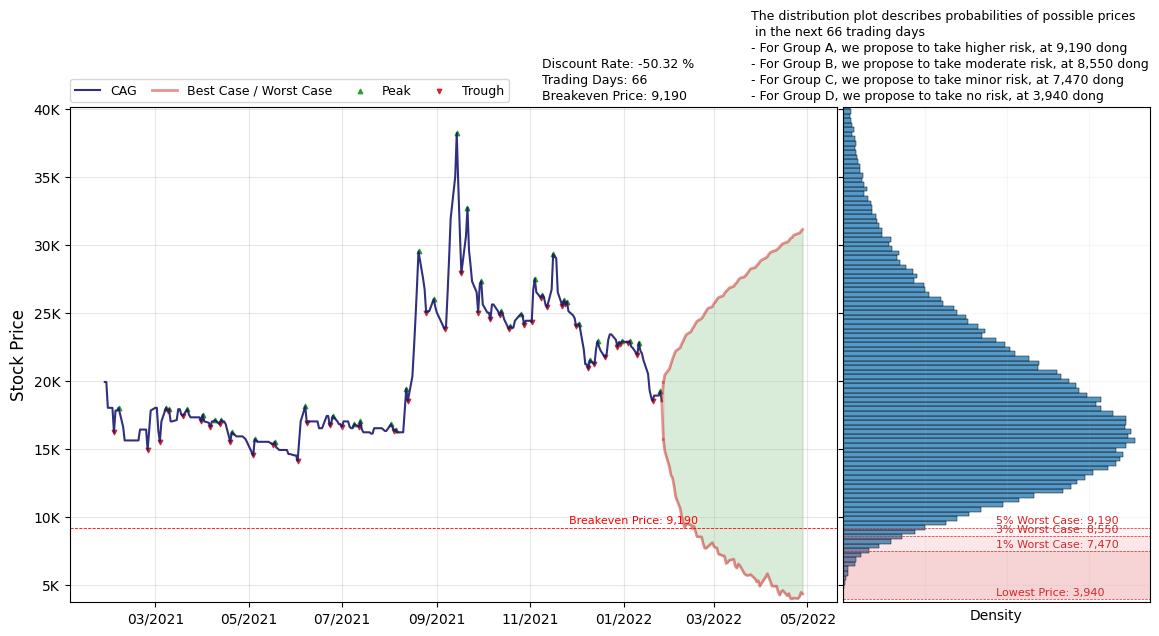 The distribution plot describes probabilities of possible prices
in the next 66 trading days
- For Group A, we propose to take higher risk, at 9,190 dong
- For Group B, we propose to take moderate risk, at 8,550 dong
- For Group C, we propose to take minor risk, at 7,470 dong
- For Group D, we propose to take no risk, at 3,940 dong
Discount Rate: -50.32 %
Trading Days: 66
Breakeven Price: 9,190
CAG
Best Case / Worst Case
Peak
Trough
Stock Price
40K
35K
30K
25K
20K
15K
10K
5K
Breakeven Price: 9,190
5% Worst Case: 9,190
3% Worst Case: 8,550
1% Worst Case: 7,470
Lowest Price: 3,940
03/2021
05/2021
07/2021
09/2021
11/2021
01/2022
03/2022
05/2022
Density